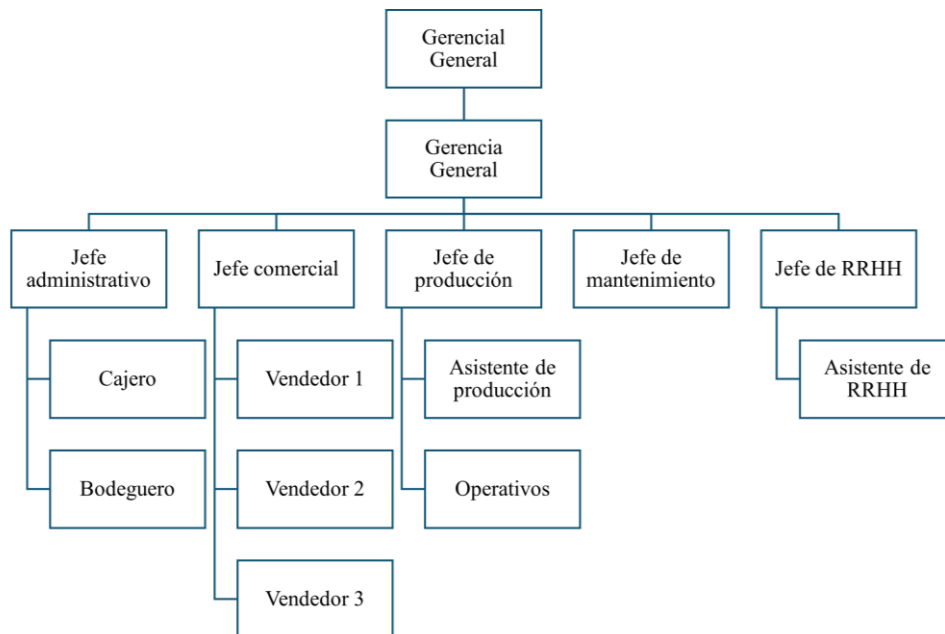 Gerencial
General
Gerencia
General
Jefe
administrativo
Jefe comercial
Jefe de
producción
Jefe de
mantenimiento
Jefe de RRHH
Cajero
Vendedor 1
Asistente de
producción
Asistente de
RRHH
Bodeguero
Vendedor 2
Operativos
Vendedor 3